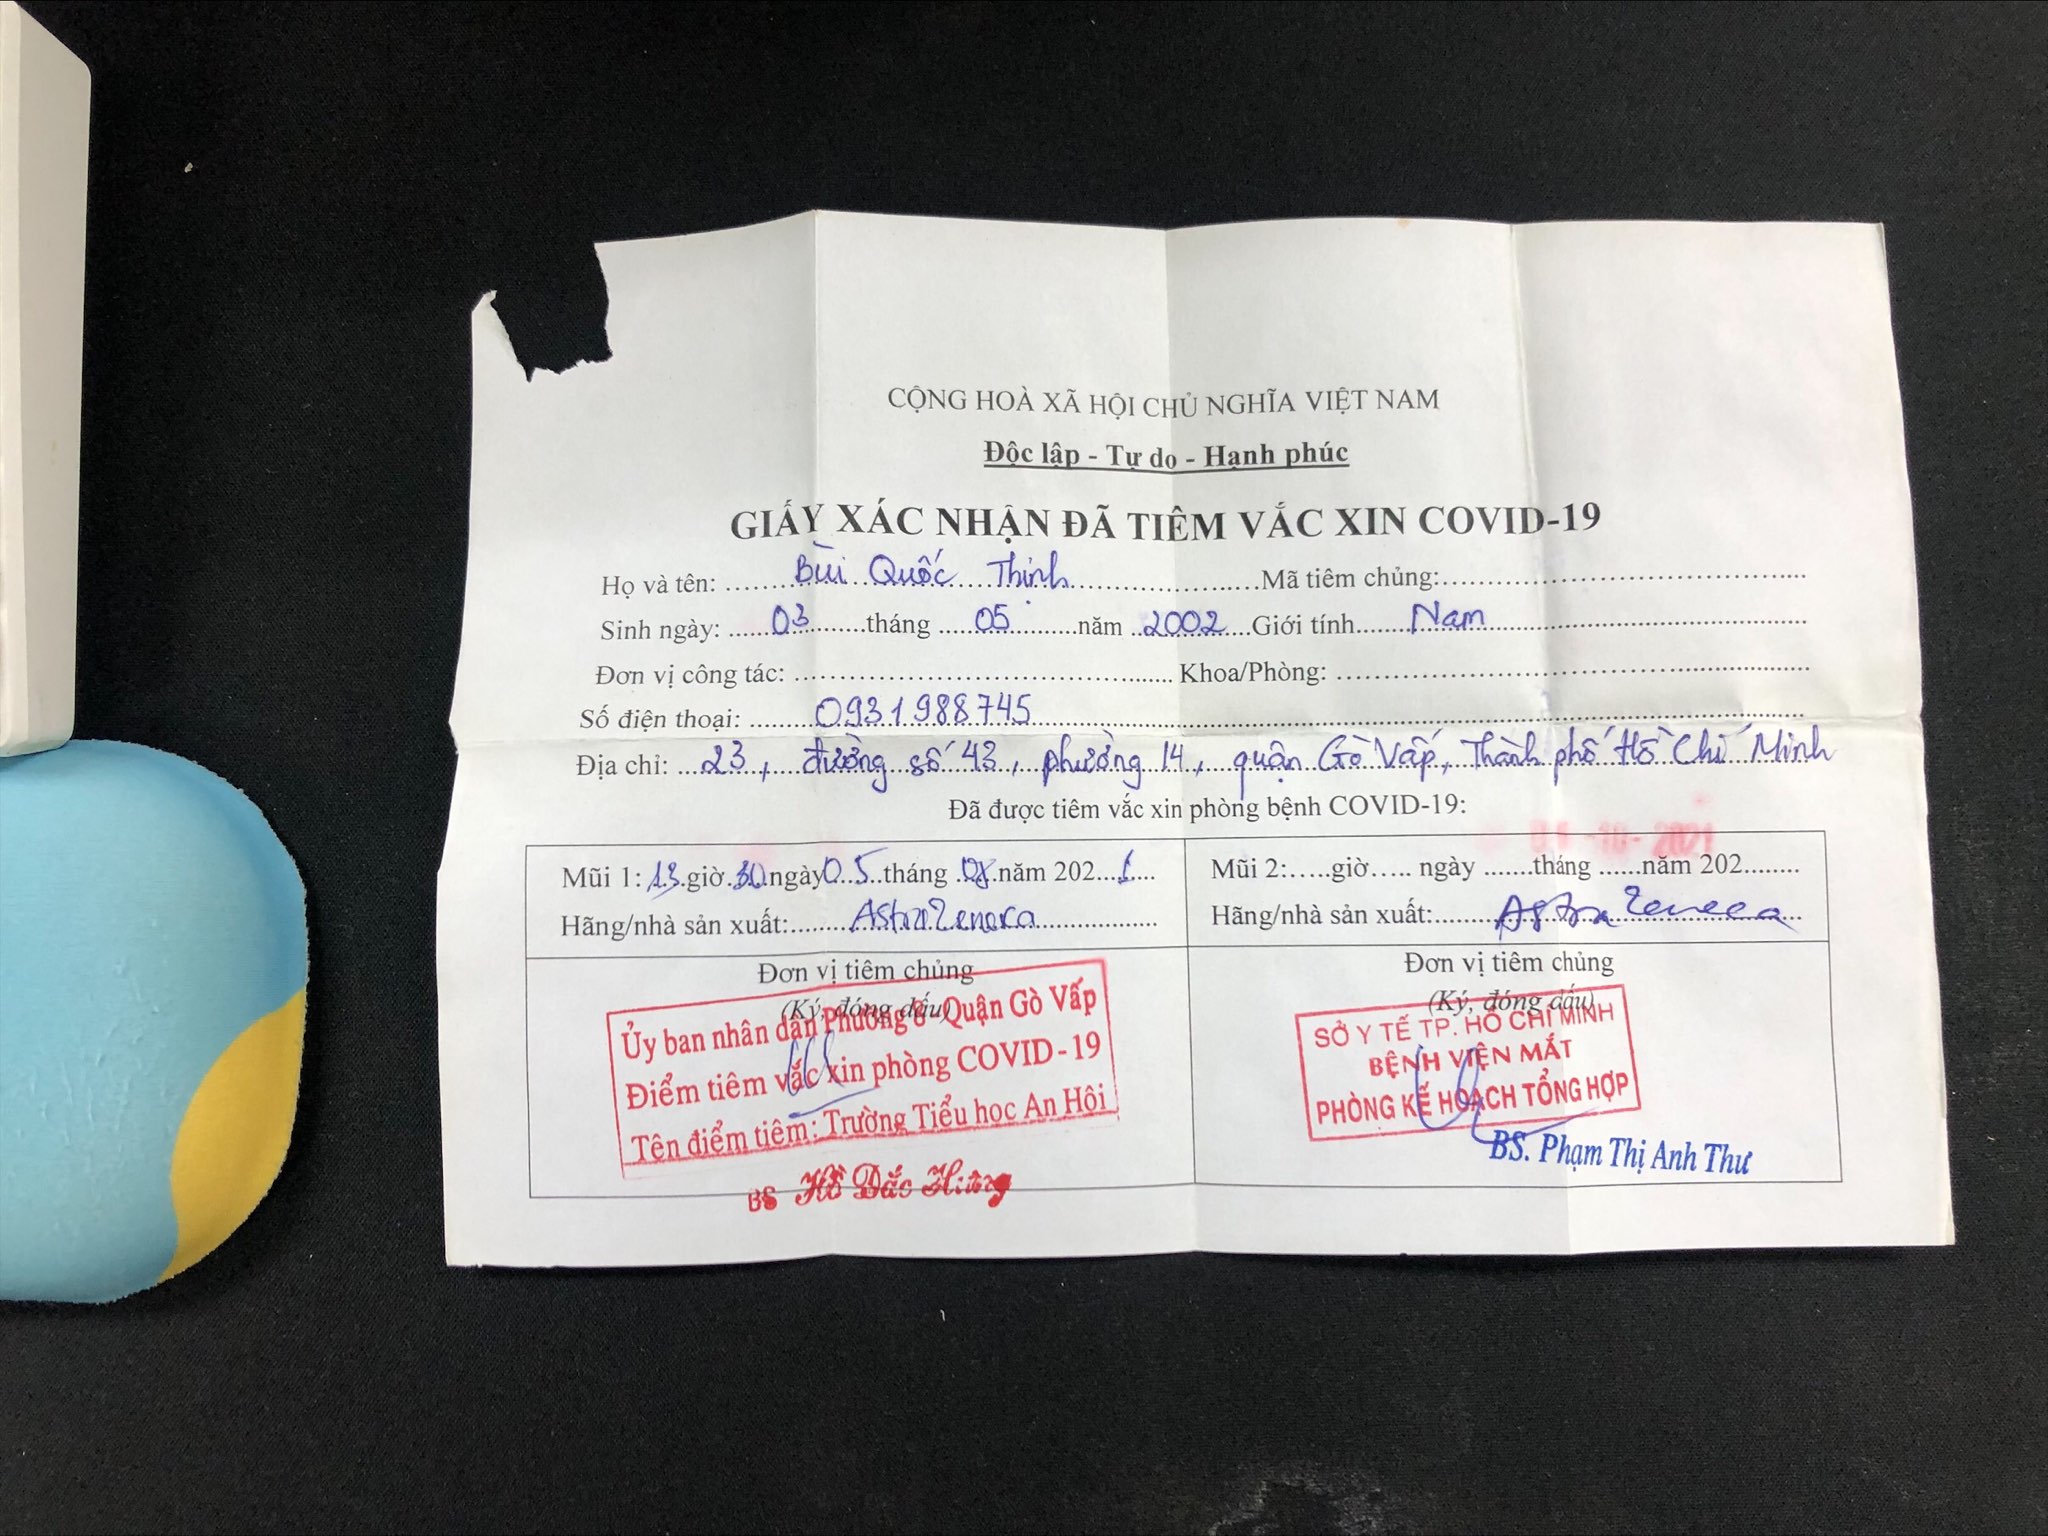 CỘNG HOÀ XÃ HỘI CHỦ NGHĨA VIỆT NAM
Độc lập - Tự do - Hạnh phúc
GIẤY XÁC NHẬN ĐÃ TIÊM VẮC XIN COVID-19
Họ và tên: Bùi Quốc Thịnh Mã tiêm chủng:
Sinh ngày: 03 tháng 05 năm 2002 Giới tính Nam
Đơn vị công tác: Khoa/Phòng:
Số điện thoại: 0931988745
Địa chỉ: 23, đường số 43, phường 14, quận Gò Vấp, Thành phố Hồ Chí Minh
Đã được tiêm vắc xin phòng bệnh COVID-19:
Mũi 1: 13 giờ 30 ngày 05 tháng 08 năm 2021
Hãng/nhà sản xuất: AstraZeneca
Mũi 2: giờ ngày tháng năm 202
10-2021
Hãng/nhà sản xuất: AstraZeneca
Đơn vị tiêm chủng
(Ký, đóng dấu)
Ủy ban nhân dân Phường 8 - Quận Gò Vấp
Điểm tiêm vắc xin phòng COVID-19
Tên điểm tiêm: Trường Tiểu học An Hội
BS Hồ Đắc
Đơn vị tiêm chủng
(Ký, đóng dấu)
SỞ Y TẾ TP. HỒ CHÍ MINH
BỆNH VIỆN MẮT
PHÒNG KẾ HOẠCH TỔNG HỢP
BS. Phạm Thị Anh Thư